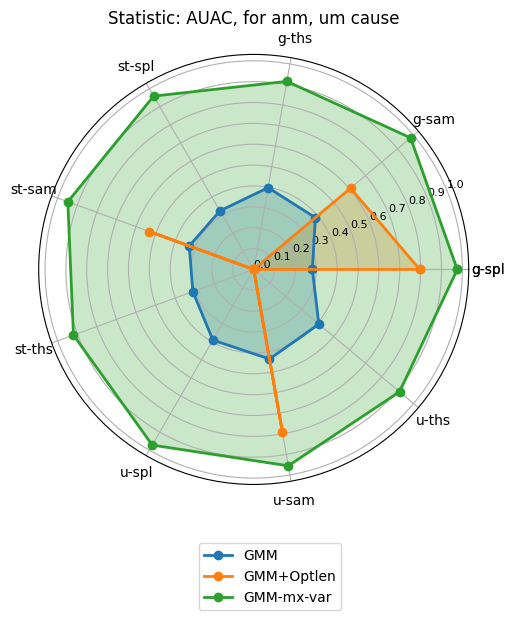 Statistic: AUAC, for anm, um cause
g-ths
st-spl
g-sam
st-sam
1.0
0.9
0.8
0.7
0.6
0.5
0.4
0.3
0.2
0.1
0.0
g-spl
st-ths
u-ths
u-spl
u-sam
GMM
GMM+Optlen
GMM-mx-var